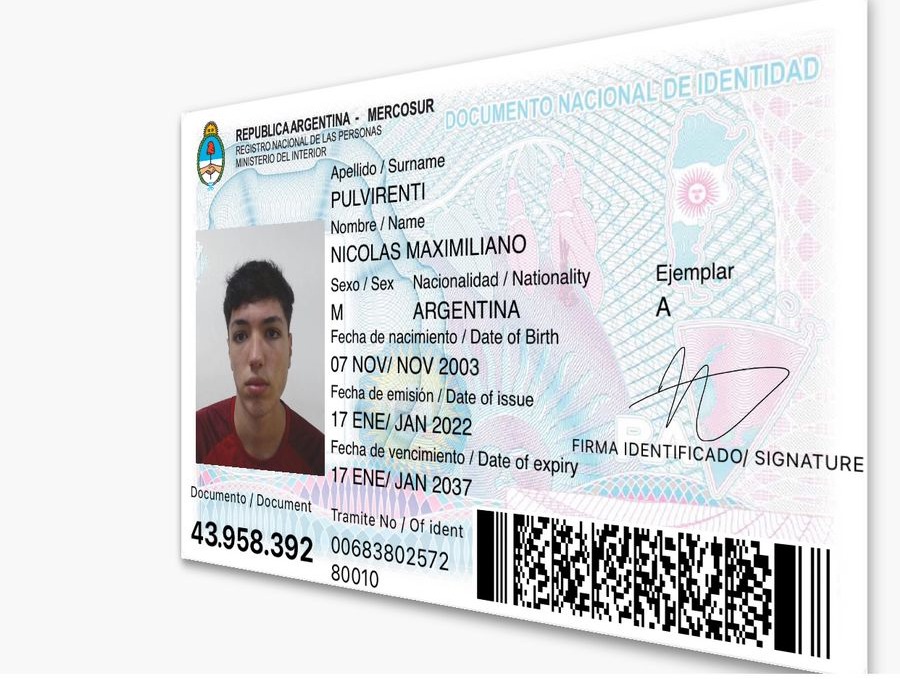 REPUBLICA ARGENTINA - MERCOSUR
REGISTRO NACIONAL DE LAS PERSONAS
MINISTERIO DEL INTERIOR
DOCUMENTO NACIONAL DE IDENTIDAD
Apellido / Surname
PULVIRENTI
Nombre / Name
NICOLAS MAXIMILIANO
Sexo / Sex Nacionalidad / Nationality
M ARGENTINA
Ejemplar
A
Fecha de nacimiento / Date of Birth
07 NOV/ NOV 2003
Fecha de emisión / Date of issue
17 ENE/ JAN 2022
Fecha de vencimiento / Date of expiry
17 ENE/ JAN 2037
FIRMA IDENTIFICADO/ SIGNATURE
Documento / Document
43.958.392
Tramite No / Of ident
00683802572
80010